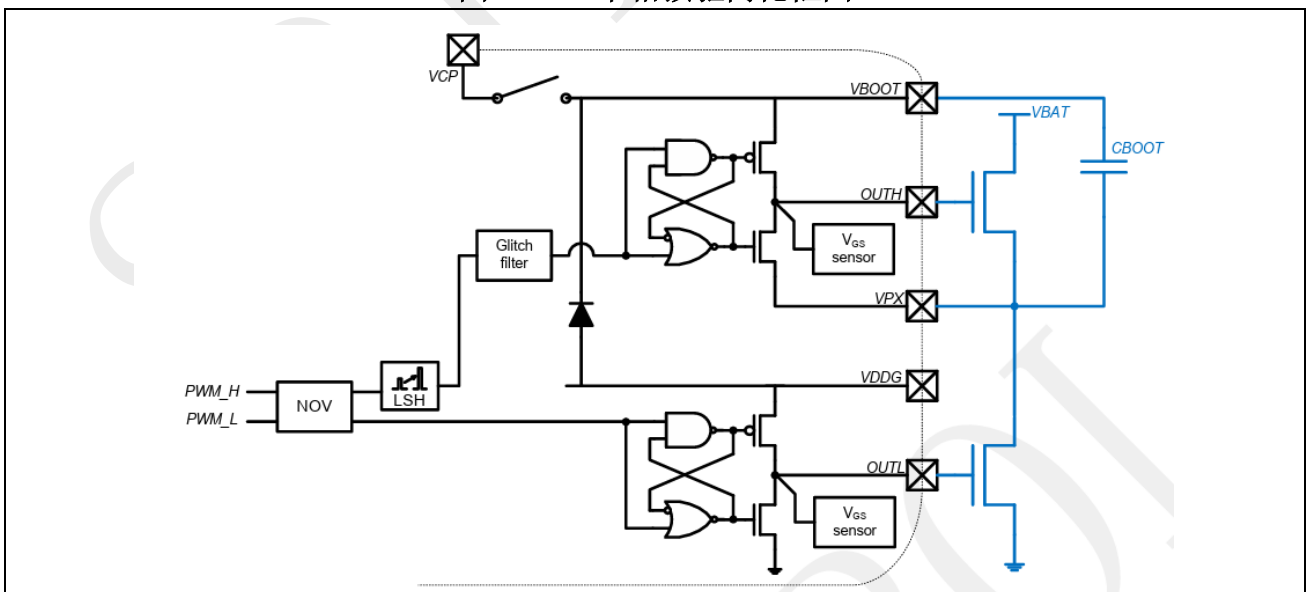 VCP
VBOOT
VBAT
CBOOT
OUTH
Glitch
filter
VGS
sensor
VPX
PWM_H
PWM_L
NOV
LSH
VDDG
OUTL
VGS
sensor